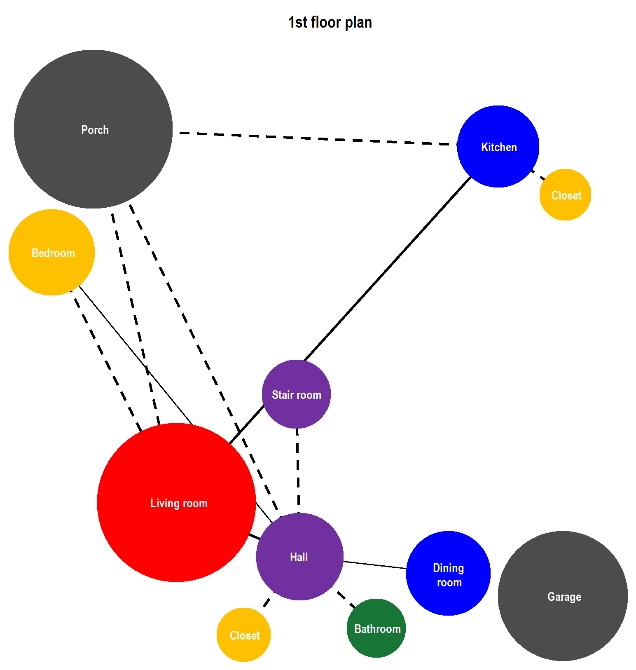 1st floor plan
Porch
Kitchen
Closet
Bedroom
Stair room
Living room
Hall
Dining
room
Garage
Closet
Bathroom